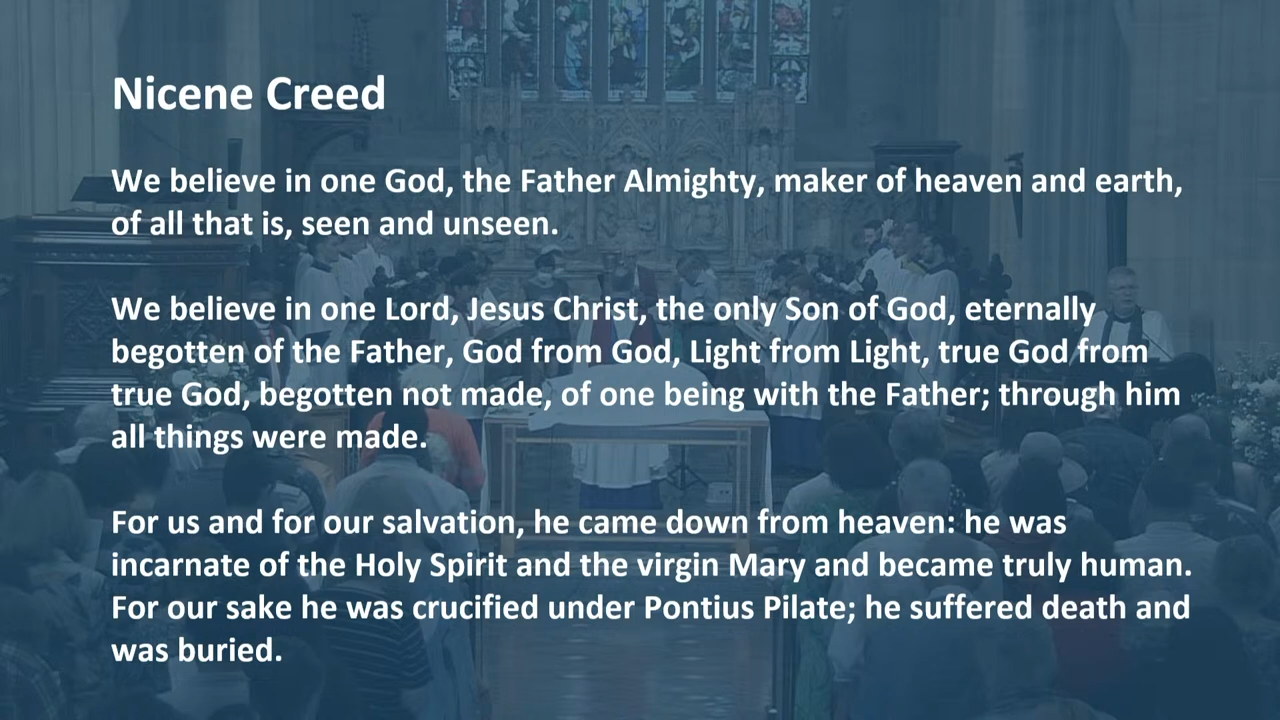 Nicene Creed
We believe in one God, the Father Almighty, maker of heaven and earth,
of all that is, seen and unseen.
We believe in one Lord, Jesus Christ, the only Son of God, eternally
begotten of the Father, God from God, Light from Light, true God from
true God, begotten not made, of one being with the Father; through him
all things were made.
For us and for our salvation, he came down from heaven: he was
incarnate of the Holy Spirit and the virgin Mary and became truly human.
For our sake he was crucified under Pontius Pilate; he suffered death and
was buried.